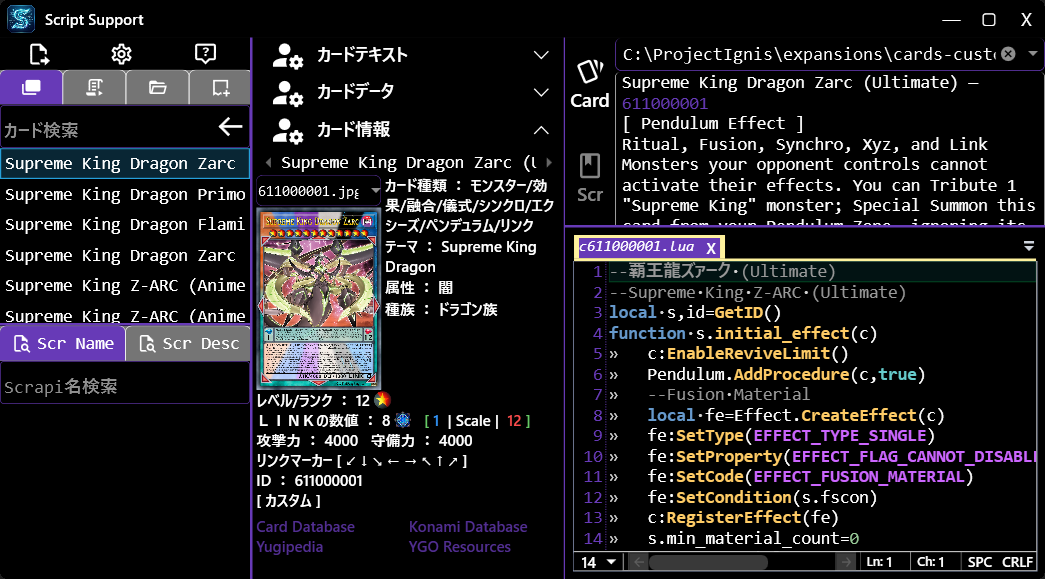 Script Support
X
カード検索
Supreme King Dragon Zarc
Supreme King Dragon Primo
Supreme King Dragon Flami
Supreme King Dragon Zarc
Supreme King Z-ARC (Anime
Supreme King Z-ARC (Anime
Scr Name
Scr Desc
Scrapi名検索
カードテキスト
カードデータ
カード情報
Supreme King Dragon Zarc (U
611000001.jpg
カード種類 : モンスター/効
果/融合/儀式/シンクロ/エク
シーズ/ペンデュラム/リンク
テーマ : Supreme King
Dragon
属性 : 闇
種族 : ドラゴン族
Supreme King Dragon Zarc
レベル/ランク : 12
ＬＩＮＫの数値 : 8 [ 1 | Scale | 12 ]
攻撃力 : 4000 守備力 : 4000
リンクマーカー [ ↙ ↓ ↘ ← → ↖ ↑ ↗ ]
ID : 611000001
[ カスタム ]
Card Database
Konami Database
Yugipedia
YGO Resources
Card
Scr
C:\ProjectIgnis\expansions\cards-custo
Supreme King Dragon Zarc (Ultimate) —
611000001
[ Pendulum Effect ]
Ritual, Fusion, Synchro, Xyz, and Link
Monsters your opponent controls cannot
activate their effects. You can Tribute 1
"Supreme King" monster; Special Summon this
card from your Pendulum Zone, ignoring its
c611000001.lua X
1 --覇王龍ズァーク·(Ultimate)
2 --Supreme·King·Z-ARC·(Ultimate)
3 local·s,id=GetID()
4 function·s.initial_effect(c)
5 » c:EnableReviveLimit()
6 » Pendulum.AddProcedure(c,true)
7 » --Fusion·Material
8 » local·fe=Effect.CreateEffect(c)
9 » fe:SetType(EFFECT_TYPE_SINGLE)
10 » fe:SetProperty(EFFECT_FLAG_CANNOT_DISABL
11 » fe:SetCode(EFFECT_FUSION_MATERIAL)
12 » fe:SetCondition(s.fscon)
13 » c:RegisterEffect(fe)
14 » s.min_material_count=0
14
Ln: 1
Ch: 1
SPC
CRLF